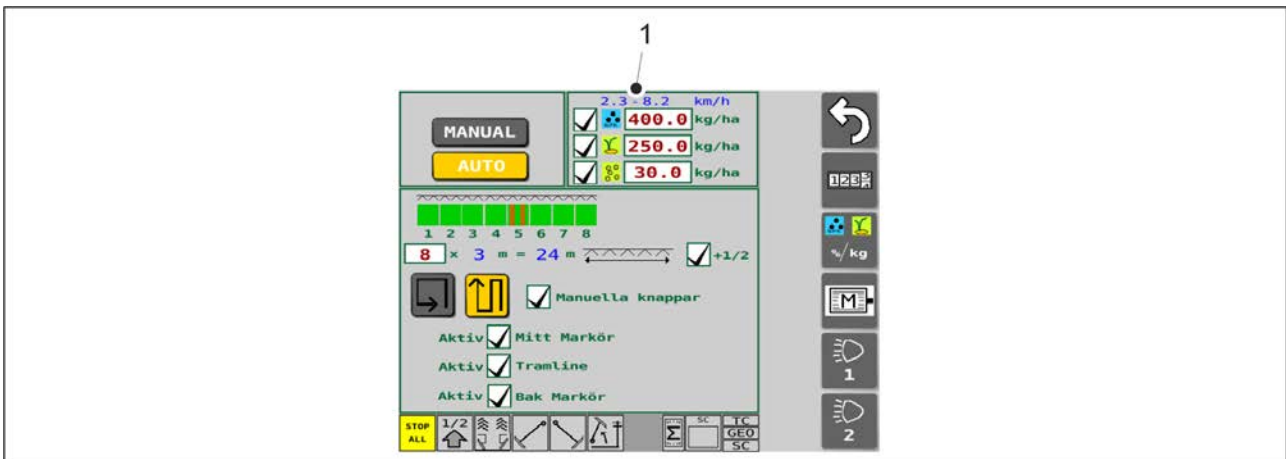 1
2.3 - 8.2 km/h
MANUAL
AUTO
400.0 kg/ha
250.0 kg/ha
30.0 kg/ha
1 2 3 4 5 6 7 8
8 x 3 m = 24 m +1/2
Manuella knappar
Aktiv Mitt Markör
Aktiv Tramline
Aktiv Bak Markör
STOP ALL
1/2
Σ
SC
TC
GEO
SC
%/kg
M
1
2